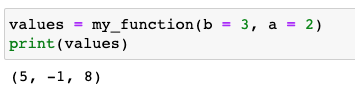 values = my_function(b = 3, a = 2)
print(values)
(5, -1, 8)